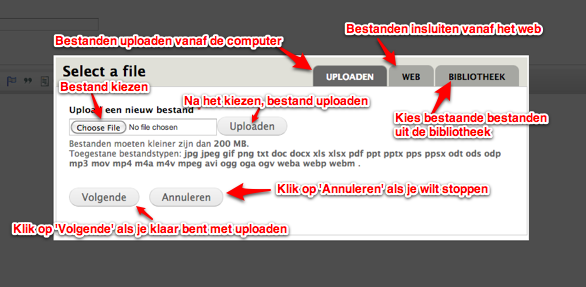 Bestanden insluiten vanaf het web
Bestanden uploaden vanaf de computer
Select a file
UPLOADEN
WEB
BIBLIOTHEEK
Bestand kiezen
Na het kiezen, bestand uploaden
Kies bestaande bestanden
uit de bibliotheek
Upload een nieuw bestand *
Choose File No file chosen
Uploaden
Bestanden moeten kleiner zijn dan 200 MB.
Toegestane bestandstypen: jpg jpeg gif png txt doc docx xls xlsx pdf ppt pptx pps ppsx odt ods odp
mp3 mov mp4 m4a m4v mpeg avi ogg oga ogv weba webp webm .
Volgende
Annuleren
Klik op 'Annuleren' als je wilt stoppen
Klik op 'Volgende' als je klaar bent met uploaden